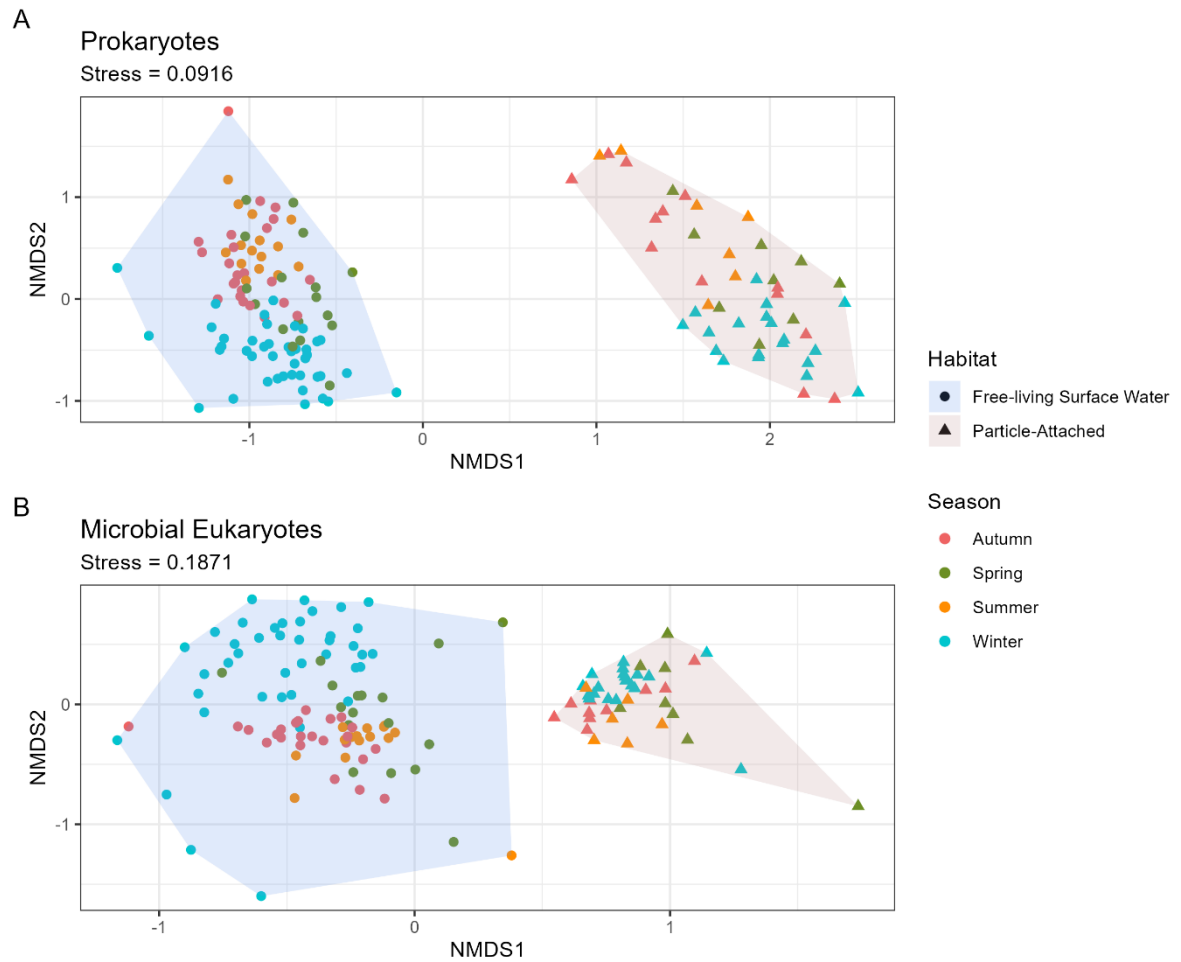 A
Prokaryotes
Stress = 0.0916
NMDS2
1
0
-1
-1
0
1
2
NMDS1
Habitat
Free-living Surface Water
Particle-Attached
Season
Autumn
Spring
Summer
Winter
B
Microbial Eukaryotes
Stress = 0.1871
NMDS2
0
-1
-1
0
1
NMDS1